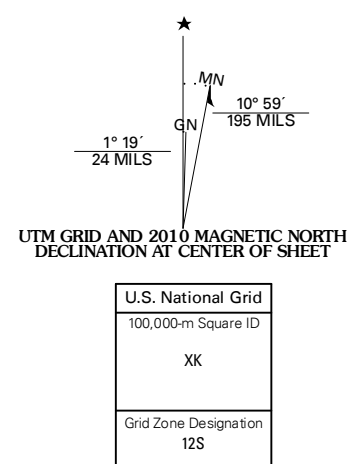 ★
MN
10° 59´
195 MILS
GN
1° 19´
24 MILS
UTM GRID AND 2010 MAGNETIC NORTH
DECLINATION AT CENTER OF SHEET
U.S. National Grid
100,000-m Square ID
XK
Grid Zone Designation
12S